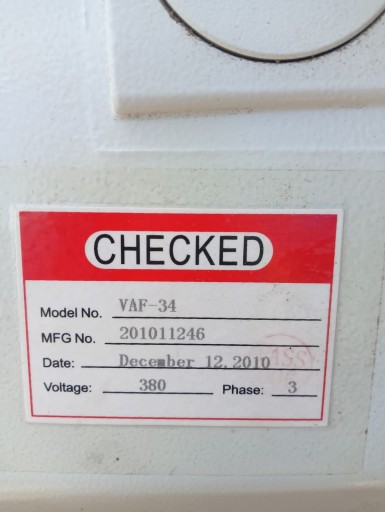 CHECKED
Model No. VAF-34
MFG No. 201011246
Date: December 12,2010
Voltage: 380 Phase: 3